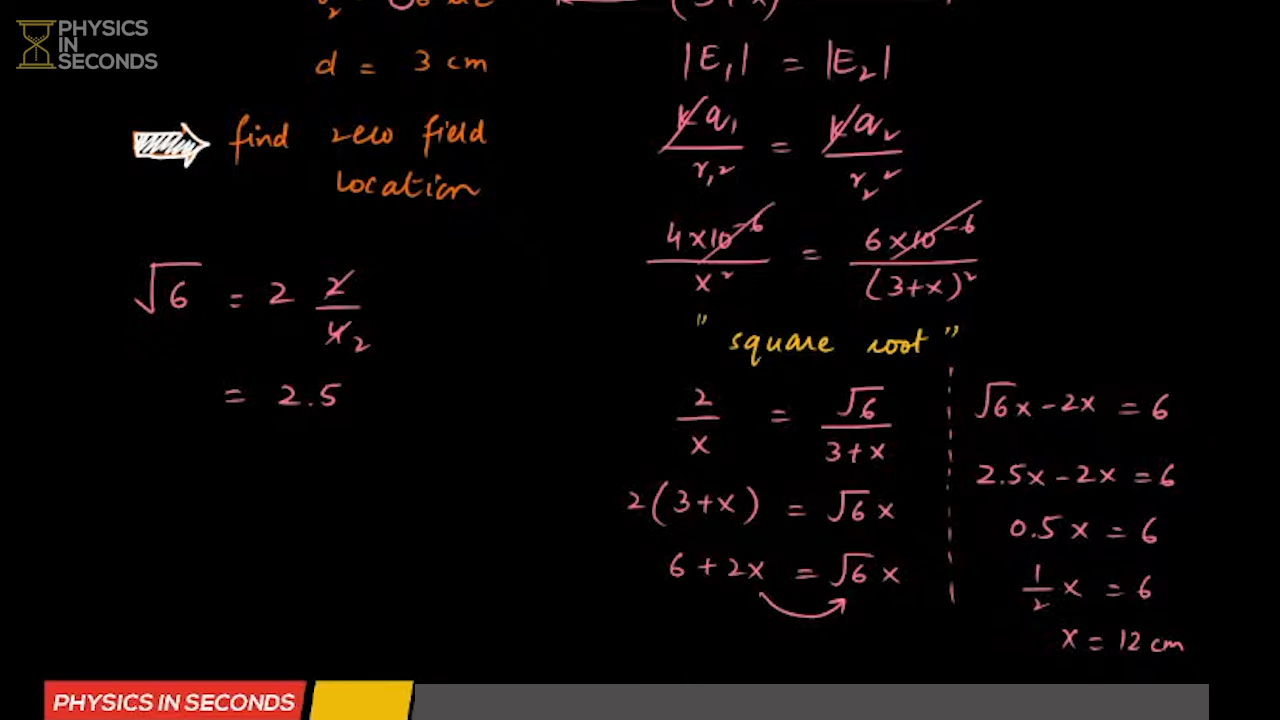 PHYSICS
IN
SECONDS
d = 3 cm
find zero field
location
√6 = 2 2/4 2
= 2.5
(3+x)
|E₁| = |E₂|
kq₁/r₁² = kq₂/r₂²
4×10⁻⁶/x² = 6×10⁻⁶/(3+x)²
" square root "
2/x = √6/3+x
2(3+x) = √6 x
6 + 2x = √6 x
√6x − 2x = 6
2.5x − 2x = 6
0.5 x = 6
1/2 x = 6
x = 12 cm
PHYSICS IN SECONDS